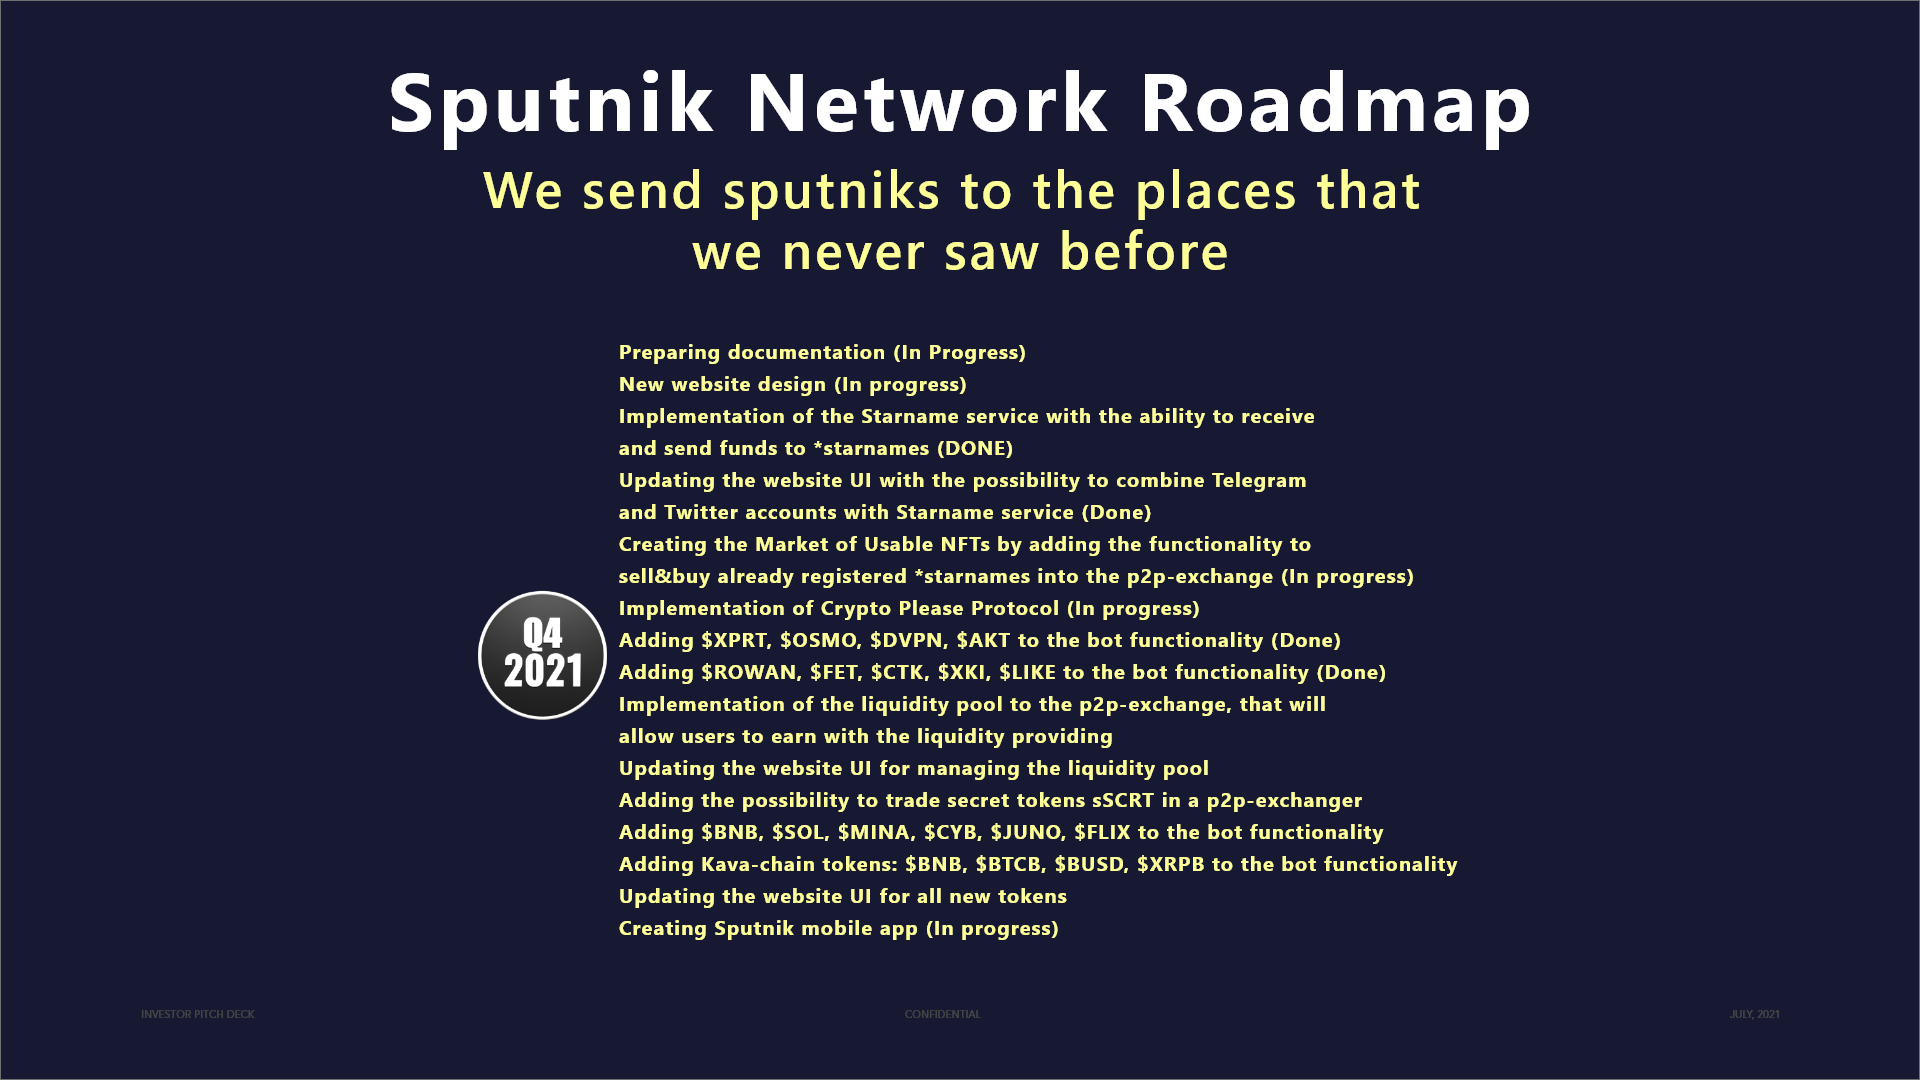 Sputnik Network Roadmap
We send sputniks to the places that
we never saw before
Preparing documentation (In Progress)
New website design (In progress)
Implementation of the Starname service with the ability to receive
and send funds to *starnames (DONE)
Updating the website UI with the possibility to combine Telegram
and Twitter accounts with Starname service (Done)
Creating the Market of Usable NFTs by adding the functionality to
sell&buy already registered *starnames into the p2p-exchange (In progress)
Implementation of Crypto Please Protocol (In progress)
Q4
2021
Adding $XPRT, $OSMO, $DVPN, $AKT to the bot functionality (Done)
Adding $ROWAN, $FET, $CTK, $XKI, $LIKE to the bot functionality (Done)
Implementation of the liquidity pool to the p2p-exchange, that will
allow users to earn with the liquidity providing
Updating the website UI for managing the liquidity pool
Adding the possibility to trade secret tokens sSCRT in a p2p-exchanger
Adding $BNB, $SOL, $MINA, $CYB, $JUNO, $FLIX to the bot functionality
Adding Kava-chain tokens: $BNB, $BTCB, $BUSD, $XRPB to the bot functionality
Updating the website UI for all new tokens
Creating Sputnik mobile app (In progress)
INVESTOR PITCH DECK
CONFIDENTIAL
JULY, 2021